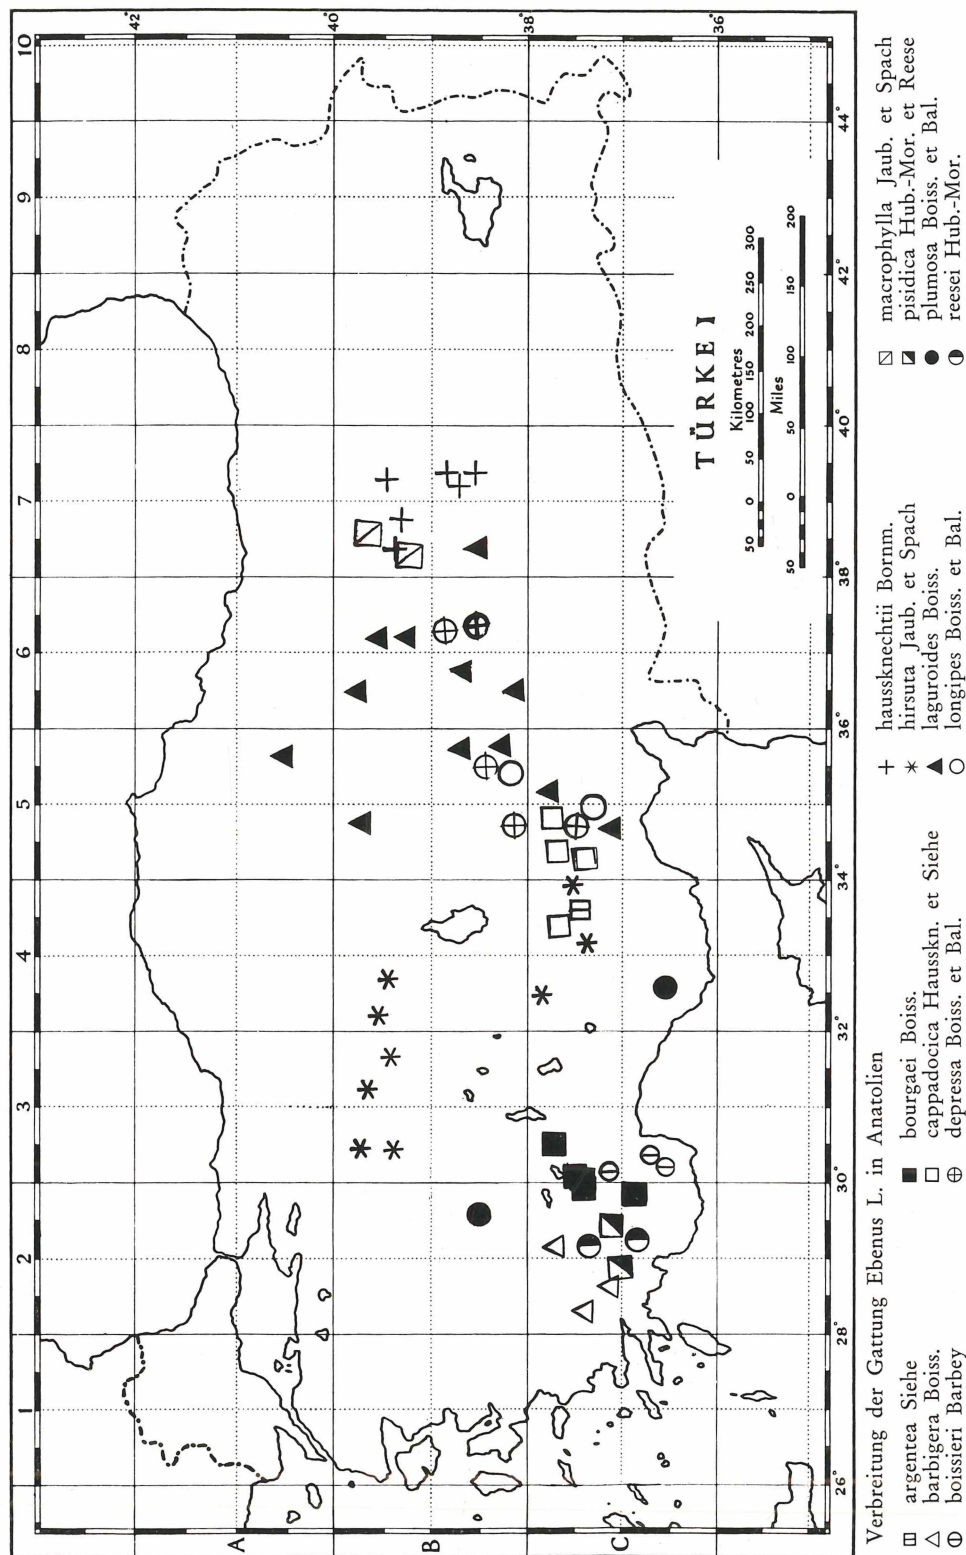 1 2 3 4 5 6 7 8 9 10
42° 40° 38° 36°
A
B
C
26° 28° 30° 32° 34° 36° 38° 40° 42° 44°
TÜRKEI
Kilometres
50 0 50 100 150 200 250 300
Miles
50 0 50 100 150 200
Verbreitung der Gattung Ebenus L. in Anatolien
argentea Siehe
barbigera Boiss.
boissieri Barbey
bourgaei Boiss.
cappadocica Hausskn. et Siehe
depressa Boiss. et Bal.
haussknechtii Bornm.
hirsuta Jaub. et Spach
laguroides Boiss.
longipes Boiss. et Bal.
macrophylla Jaub. et Spach
pisidica Hub.-Mor. et Reese
plumosa Boiss. et Bal.
reesei Hub.-Mor.